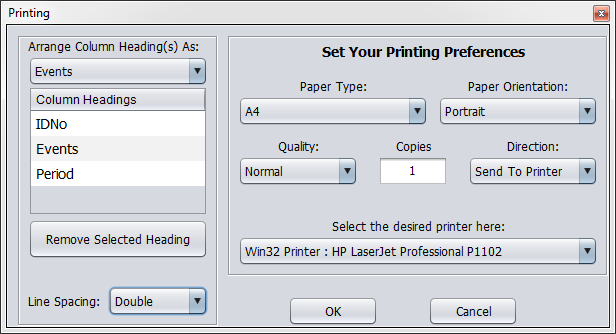 Printing
Arrange Column Heading(s) As:
Events
Column Headings
IDNo
Events
Period
Remove Selected Heading
Line Spacing:
Double
Set Your Printing Preferences
Paper Type:
Paper Orientation:
A4
Portrait
Quality:
Copies
Direction:
Normal
1
Send To Printer
Select the desired printer here:
Win32 Printer : HP LaserJet Professional P1102
OK
Cancel